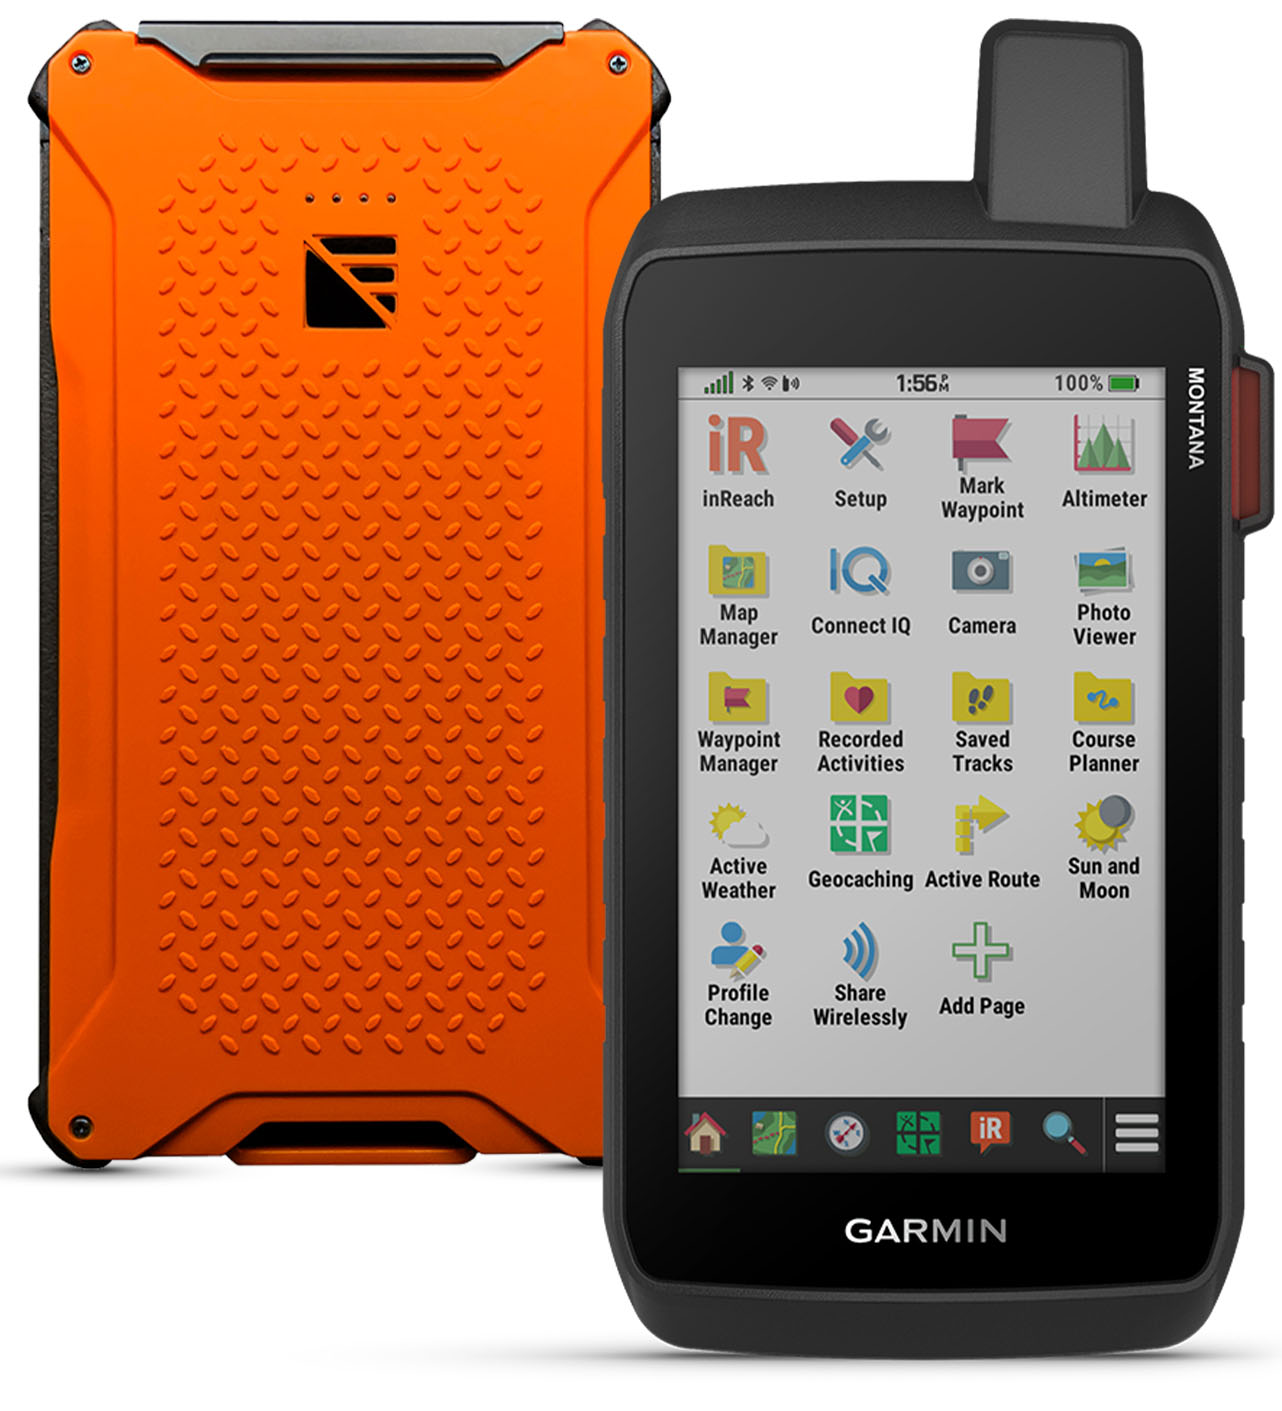 1:56 PM
100%
MONTANA
iR
inReach
Setup
Mark
Waypoint
Altimeter
Map
Manager
IQ
Connect IQ
Camera
Photo
Viewer
Waypoint
Manager
Recorded
Activities
Saved
Tracks
Course
Planner
Active
Weather
Geocaching
Active Route
Sun and
Moon
Profile
Change
Share
Wirelessly
Add Page
iR
GARMIN